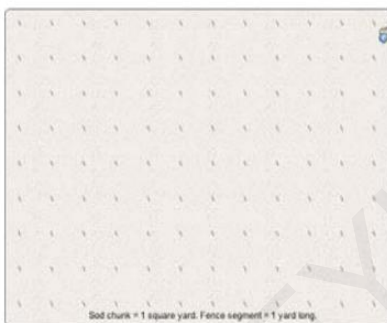 Sod chunk = 1 square yard. Fence segment = 1 yard long.